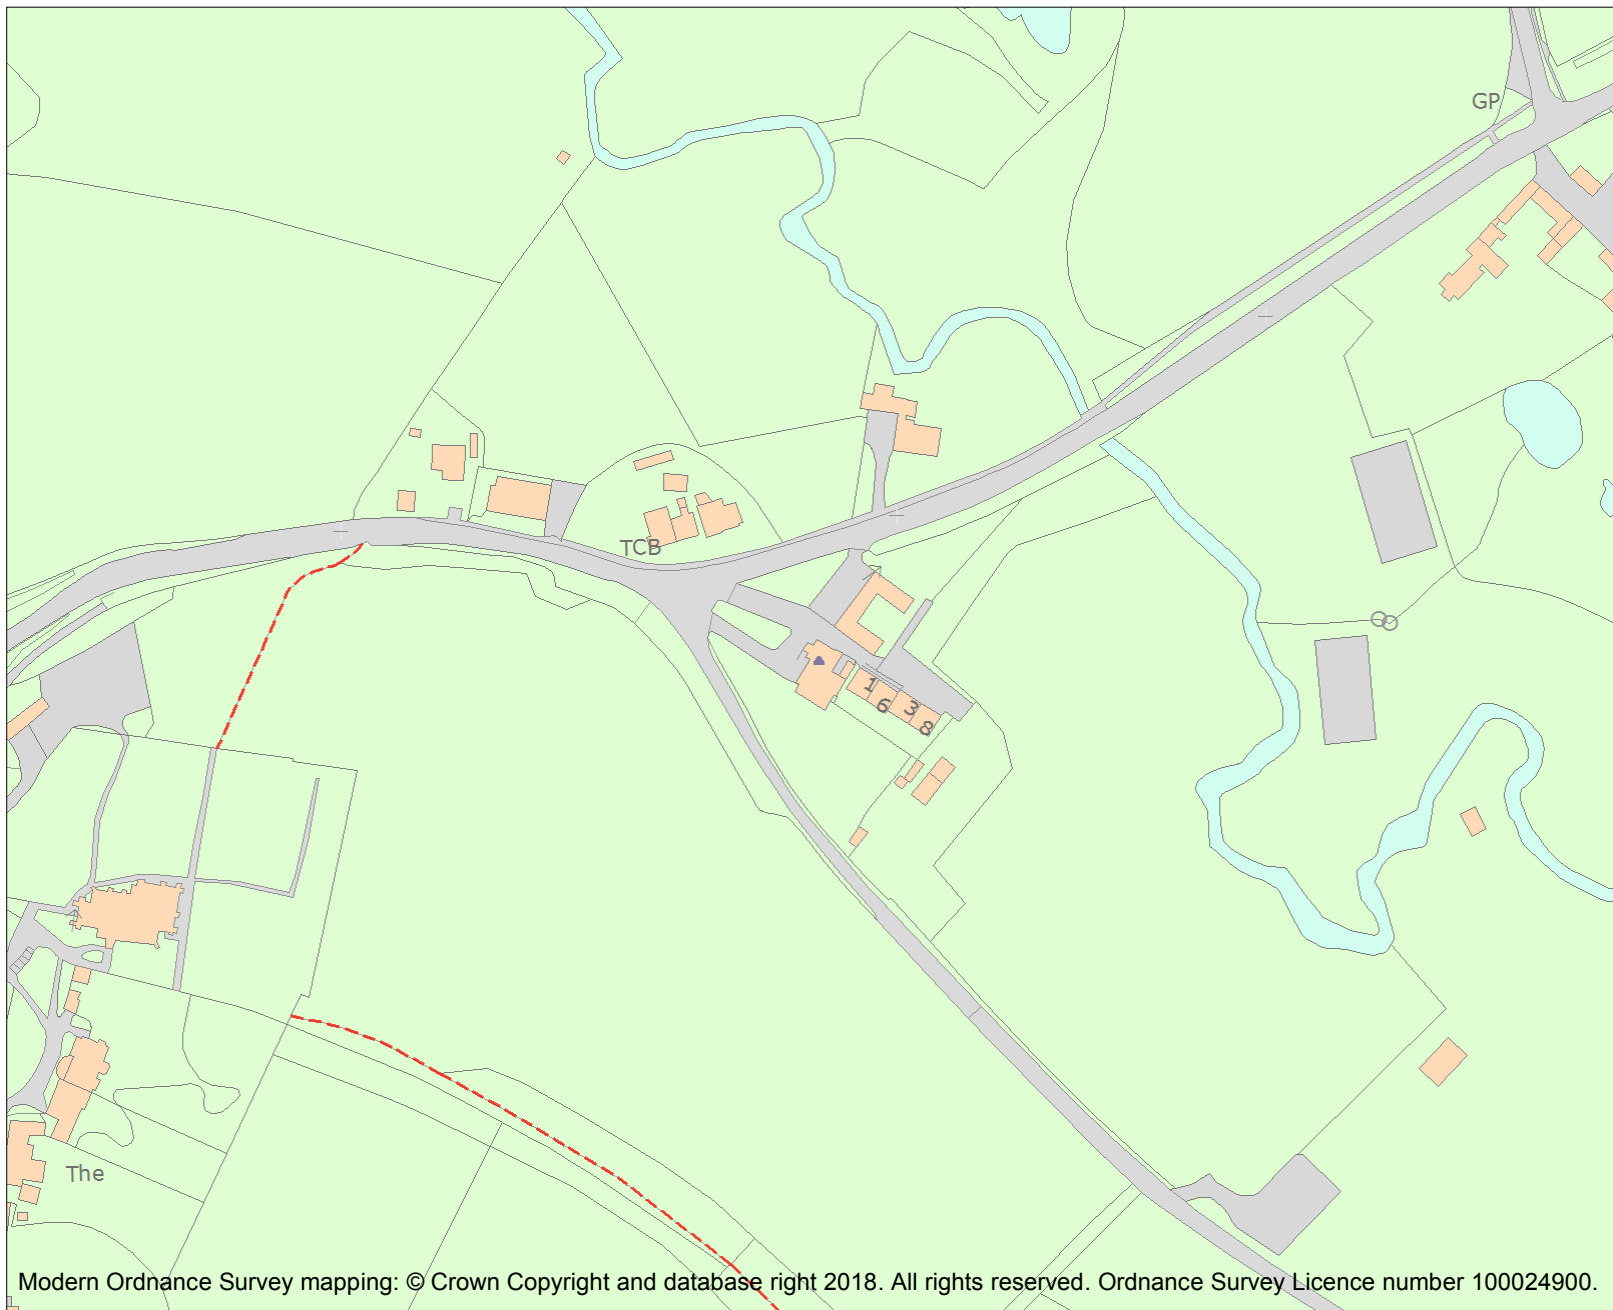 GP
TCB
1
6
3
8
The
Modern Ordnance Survey mapping: © Crown Copyright and database right 2018. All rights reserved. Ordnance Survey Licence number 100024900.